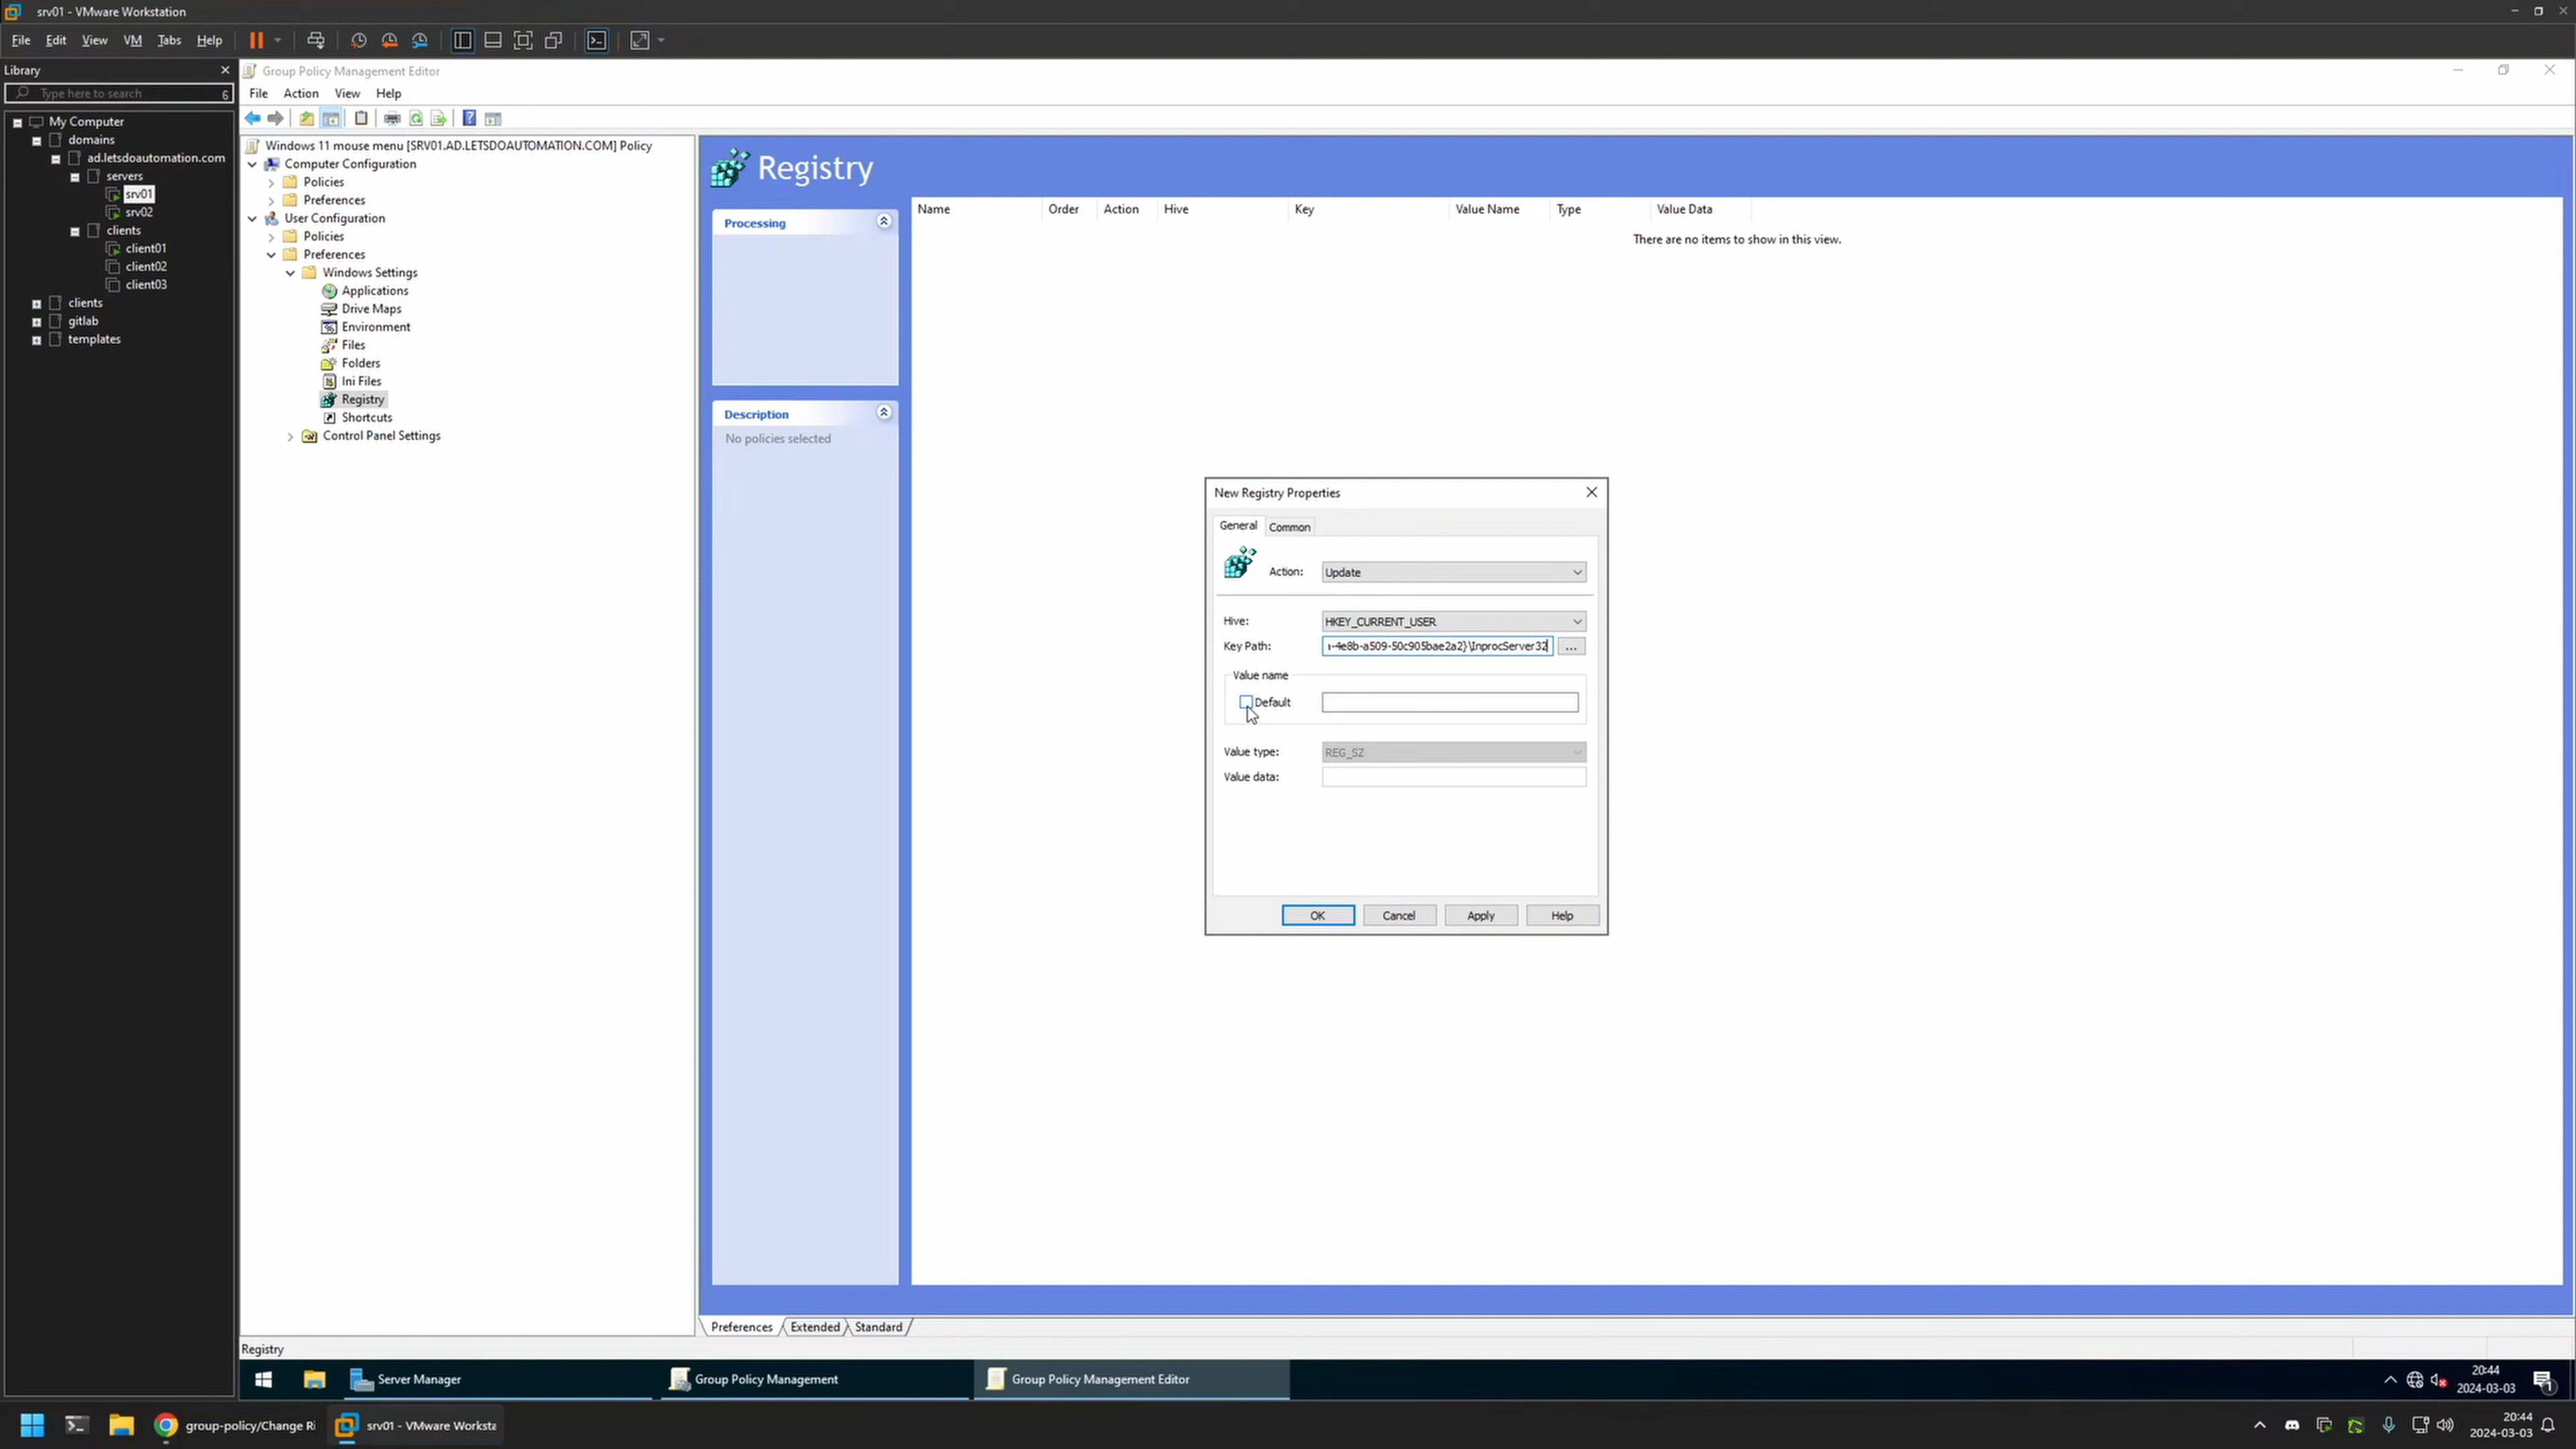 srv01 - VMware Workstation
File Edit View VM Tabs Help
Library
Type here to search
6
My Computer
domains
ad.letsdoautomation.com
servers
srv01
srv02
clients
client01
client02
client03
clients
gitlab
templates
Group Policy Management Editor
File Action View Help
Windows 11 mouse menu [SRV01.AD.LETSDOAUTOMATION.COM] Policy
Computer Configuration
Policies
Preferences
User Configuration
Policies
Preferences
Windows Settings
Applications
Drive Maps
Environment
Files
Folders
Ini Files
Registry
Shortcuts
Control Panel Settings
Registry
Processing
Description
No policies selected
Name Order Action Hive Key Value Name Type Value Data
There are no items to show in this view.
New Registry Properties
General Common
Action: Update
Hive: HKEY_CURRENT_USER
Key Path: -4e8b-a509-50c905bae2a2}\InprocServer32 ...
Value name
Default
Value type: REG_SZ
Value data:
OK Cancel Apply Help
Preferences Extended Standard
Registry
Server Manager
Group Policy Management
Group Policy Management Editor
20:44
2024-03-03
1
group-policy/Change Ri
srv01 - VMware Workst
20:44
2024-03-03